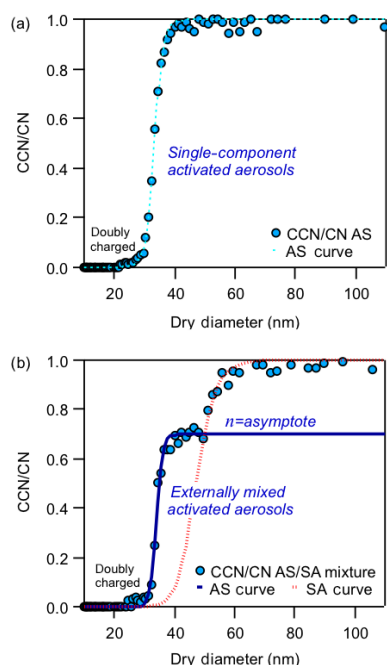 (a)
1.0
0.8
0.6
0.4
0.2
0.0
CCN/CN
Single-component
activated aerosols
Doubly
charged
CCN/CN AS
AS curve
20
40
60
80
100
Dry diameter (nm)
(b)
1.0
0.8
0.6
0.4
0.2
0.0
CCN/CN
n=asymptote
Externally mixed
activated aerosols
Doubly
charged
CCN/CN AS/SA mixture
AS curve SA curve
20
40
60
80
100
Dry diameter (nm)